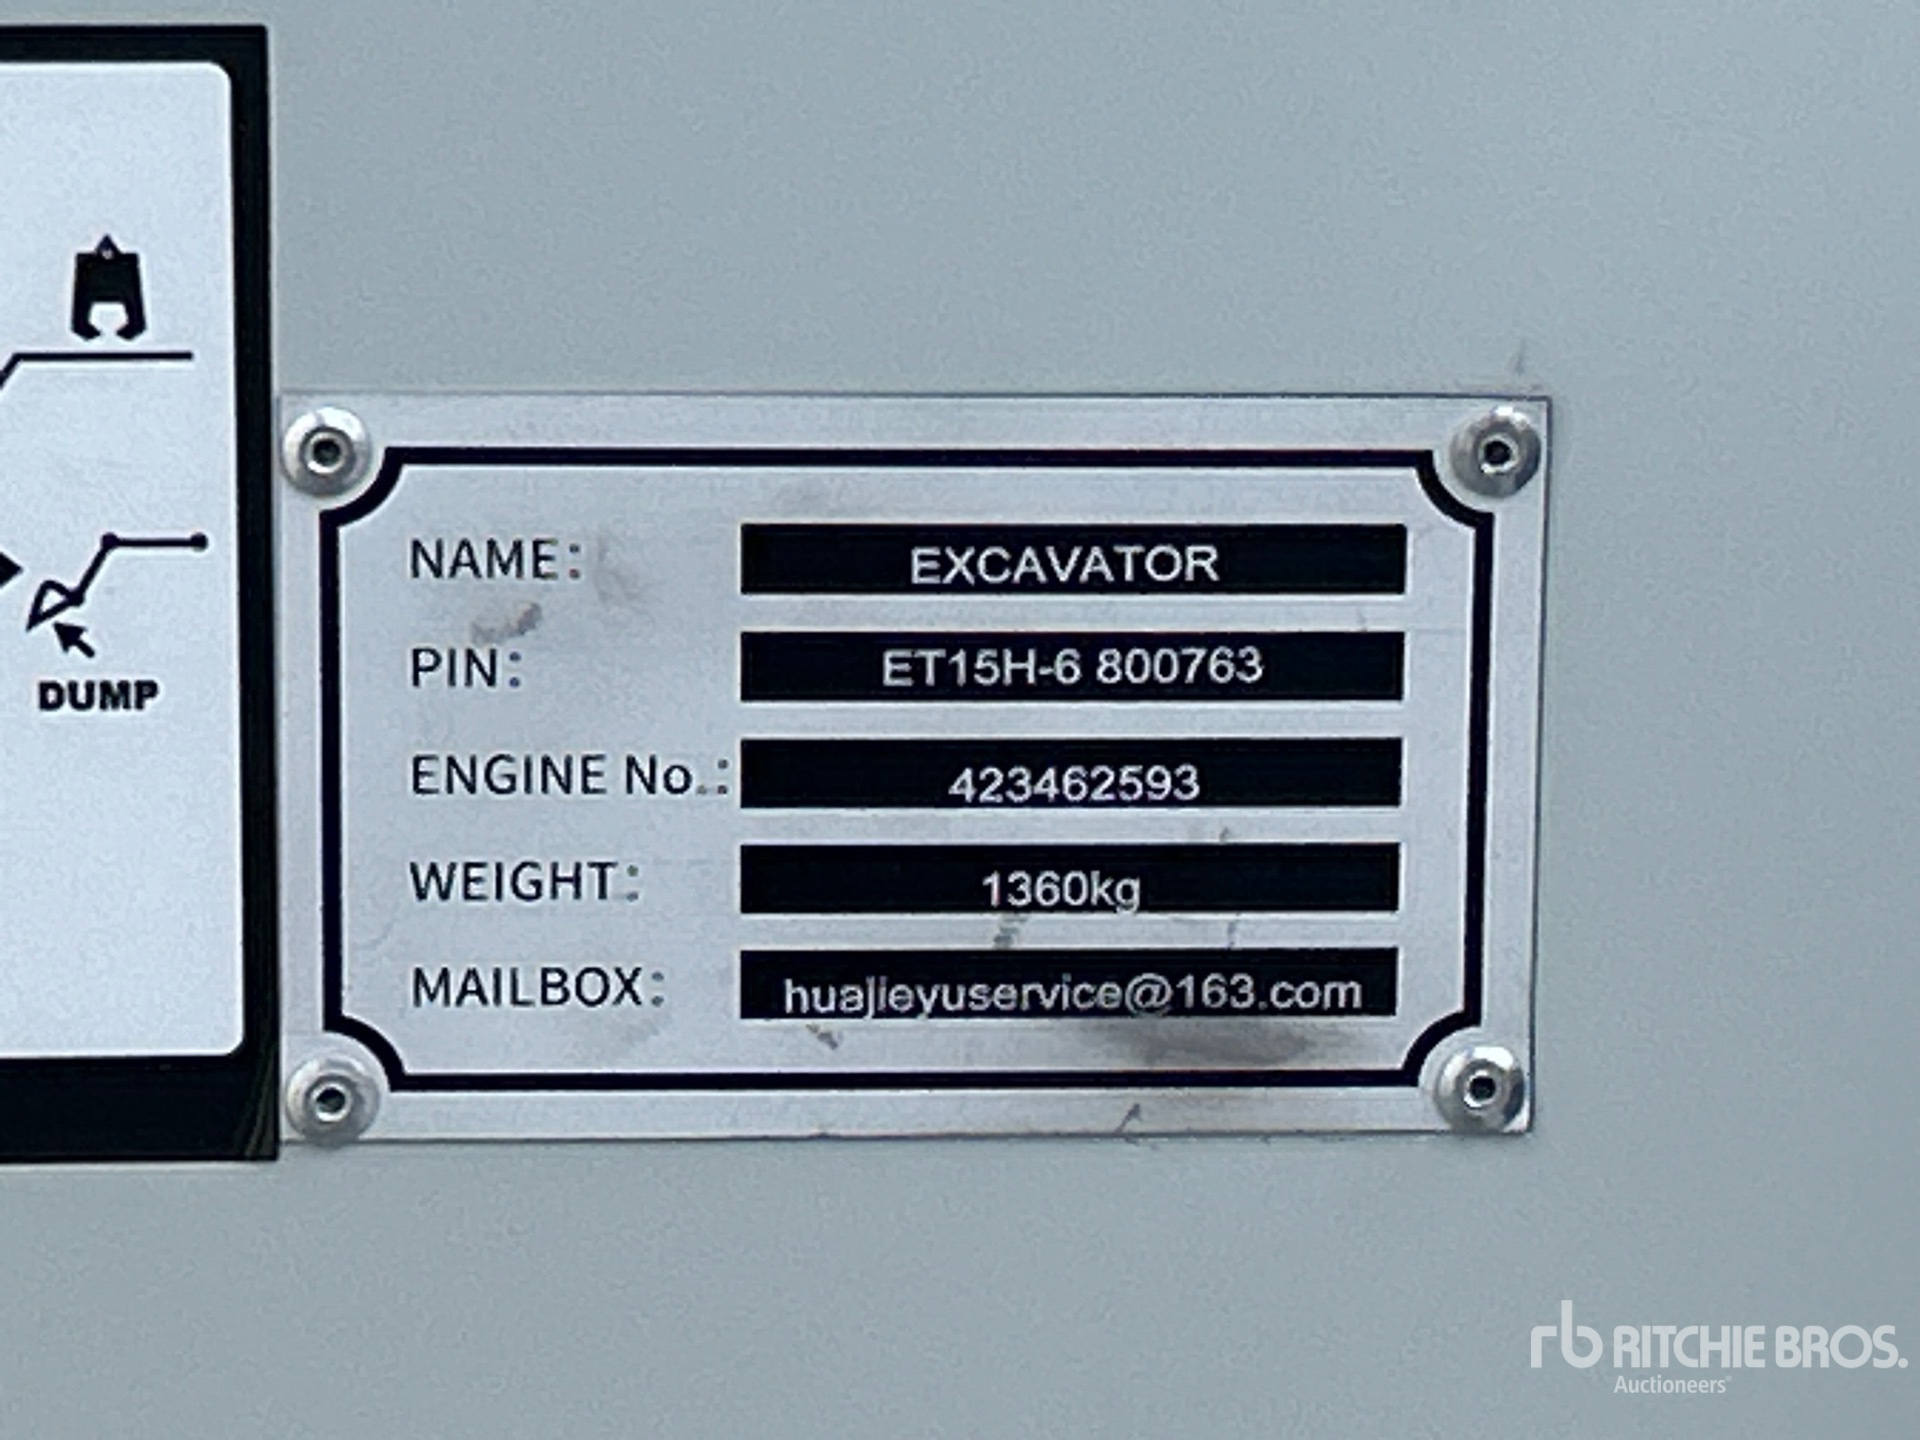 DUMP
NAME: EXCAVATOR
PIN: ET15H-6 800763
ENGINE No.: 423462593
WEIGHT: 1360kg
MAILBOX: huajieyuservice@163.com
rb RITCHIE BROS.
Auctioneers